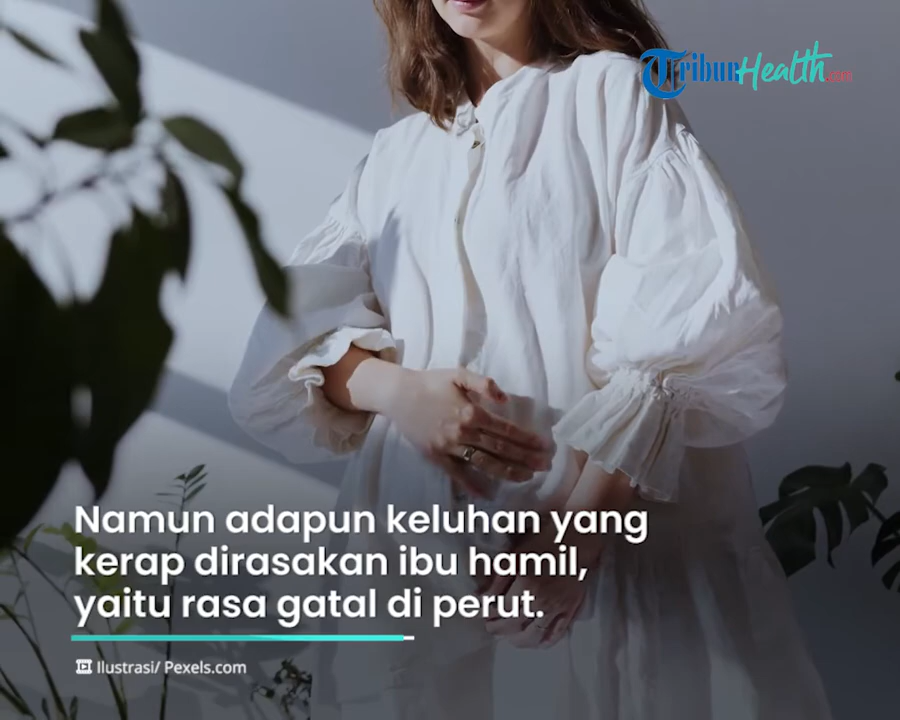 TribunHealth.com
Namun adapun keluhan yang
kerap dirasakan ibu hamil,
yaitu rasa gatal di perut.
Ilustrasi/ Pexels.com